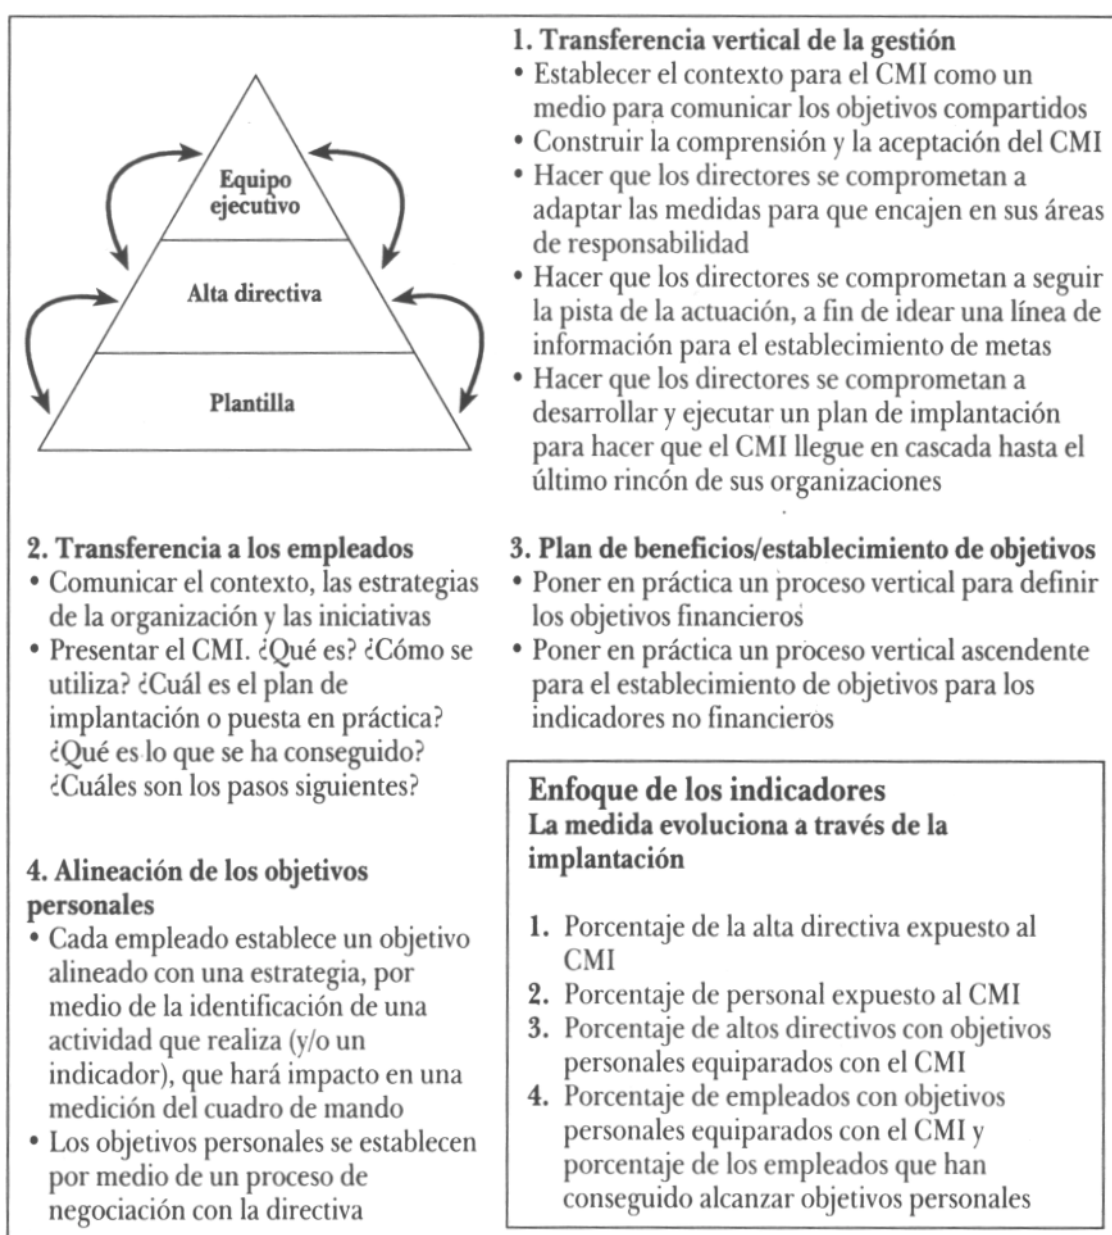 Equipo
ejecutivo
Alta directiva
Plantilla
1. Transferencia vertical de la gestión
• Establecer el contexto para el CMI como un
medio para comunicar los objetivos compartidos
• Construir la comprensión y la aceptación del CMI
• Hacer que los directores se comprometan a
adaptar las medidas para que encajen en sus áreas
de responsabilidad
• Hacer que los directores se comprometan a seguir
la pista de la actuación, a fin de idear una línea de
información para el establecimiento de metas
• Hacer que los directores se comprometan a
desarrollar y ejecutar un plan de implantación
para hacer que el CMI llegue en cascada hasta el
último rincón de sus organizaciones
2. Transferencia a los empleados
• Comunicar el contexto, las estrategias
de la organización y las iniciativas
• Presentar el CMI. ¿Qué es? ¿Cómo se
utiliza? ¿Cuál es el plan de
implantación o puesta en práctica?
¿Qué es lo que se ha conseguido?
¿Cuáles son los pasos siguientes?
3. Plan de beneficios/establecimiento de objetivos
• Poner en práctica un proceso vertical para definir
los objetivos financieros
• Poner en práctica un proceso vertical ascendente
para el establecimiento de objetivos para los
indicadores no financieros
4. Alineación de los objetivos
personales
• Cada empleado establece un objetivo
alineado con una estrategia, por
medio de la identificación de una
actividad que realiza (y/o un
indicador), que hará impacto en una
medición del cuadro de mando
• Los objetivos personales se establecen
por medio de un proceso de
negociación con la directiva
Enfoque de los indicadores
La medida evoluciona a través de la
implantación
1. Porcentaje de la alta directiva expuesto al
CMI
2. Porcentaje de personal expuesto al CMI
3. Porcentaje de altos directivos con objetivos
personales equiparados con el CMI
4. Porcentaje de empleados con objetivos
personales equiparados con el CMI y
porcentaje de los empleados que han
conseguido alcanzar objetivos personales